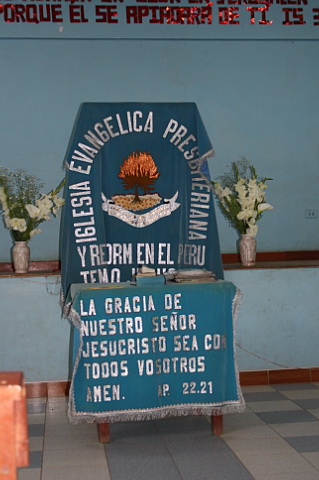 PORQUE EL SE APIADARA DE TI. IS
IGLESIA EVANGELICA PRESBITERIANA
Y REORM EN EL PERU
LA GRACIA DE
NUESTRO SEÑOR
JESUCRISTO SEA CON
TODOS VOSOTROS
AMEN. AP. 22.21